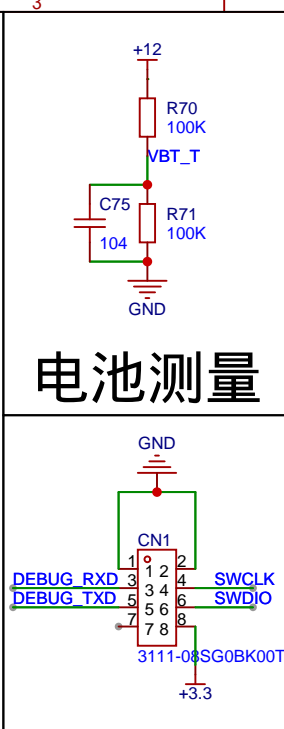 3
+12
R70
100K
VBT_T
C75
104
R71
100K
GND
电池测量
GND
CN1
1 1 2 2
DEBUG_RXD 3 3 4 4 SWCLK
DEBUG_TXD 5 5 6 6 SWDIO
7 7 8 8
3111-08SG0BK00T
+3.3